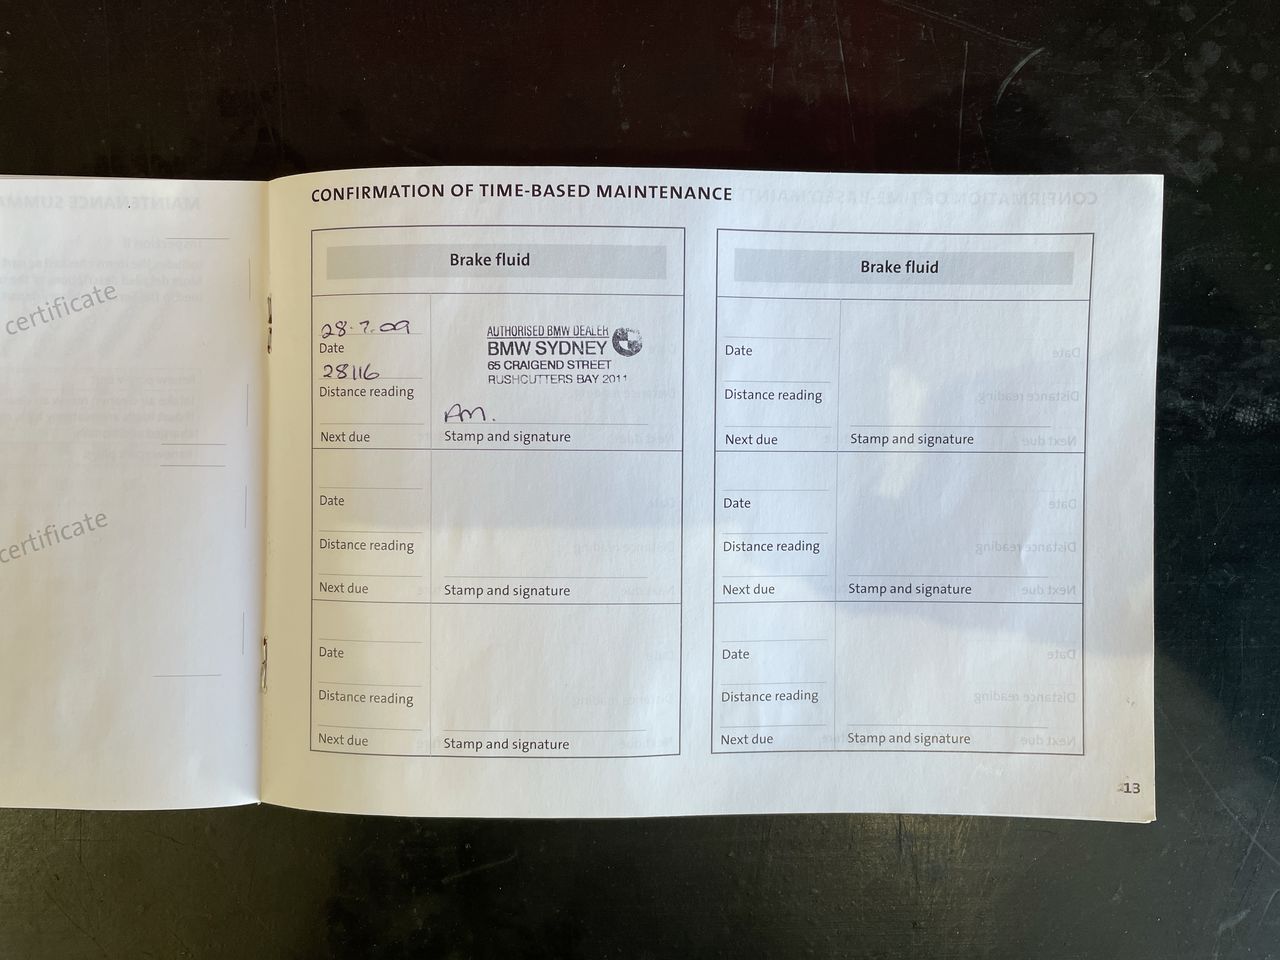 CONFIRMATION OF TIME-BASED MAINTENANCE
Brake fluid
28.7.09
Date
28116
Distance reading
Next due
AUTHORISED BMW DEALER
BMW SYDNEY
65 CRAIGEND STREET
RUSHCUTTERS BAY 2011
AM.
Stamp and signature
Date
Distance reading
Next due
Stamp and signature
Date
Distance reading
Next due
Stamp and signature
Brake fluid
Date
Distance reading
Next due
Stamp and signature
Date
Distance reading
Next due
Stamp and signature
Date
Distance reading
Next due
Stamp and signature
13
certificate
certificate